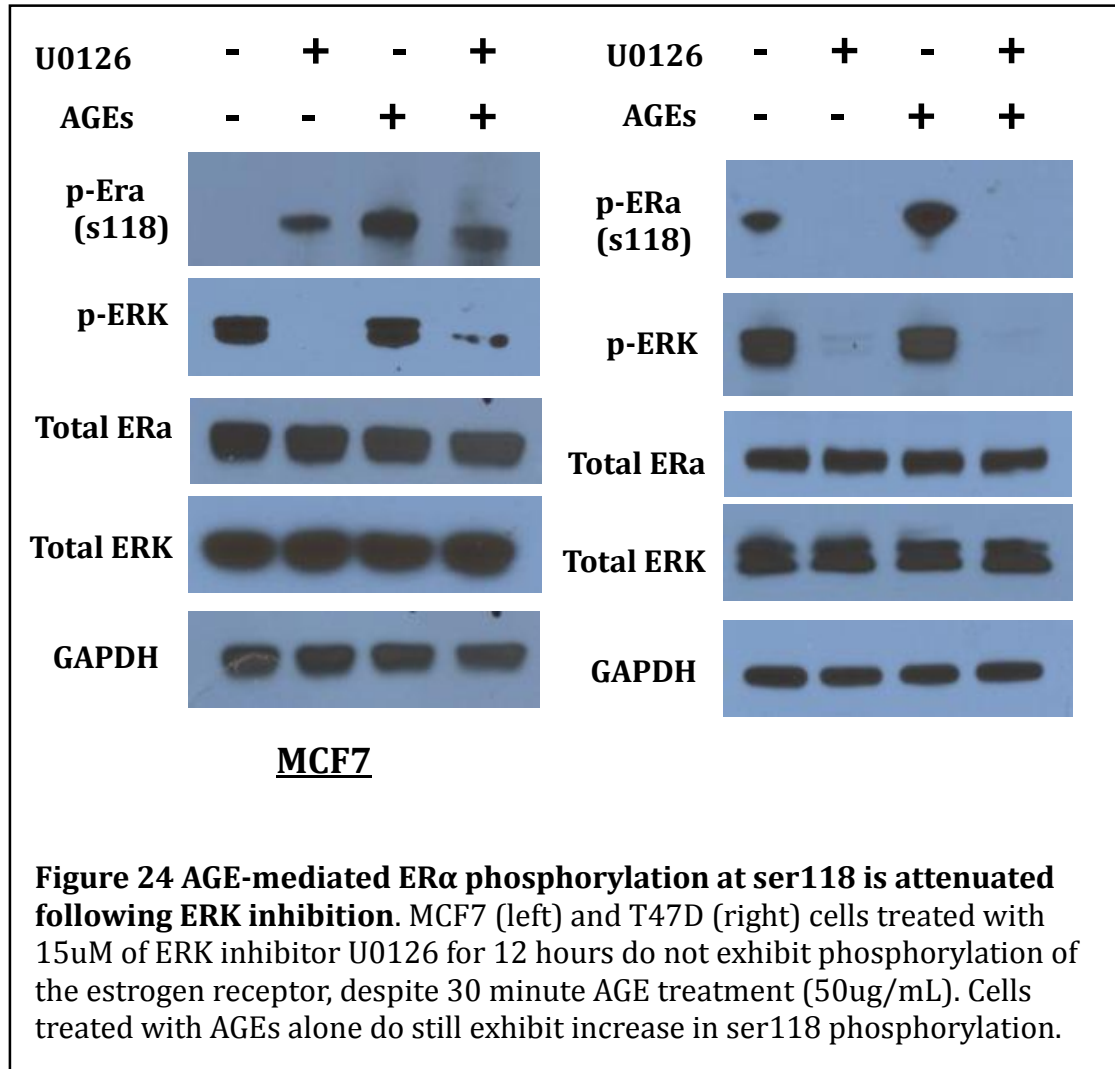 U0126 - + - +
AGEs - - + +
p-Era
(s118)
p-ERK
Total ERa
Total ERK
GAPDH
MCF7
U0126 - + - +
AGEs - - + +
p-ERa
(s118)
p-ERK
Total ERa
Total ERK
GAPDH
Figure 24 AGE-mediated ERα phosphorylation at ser118 is attenuated
following ERK inhibition. MCF7 (left) and T47D (right) cells treated with
15uM of ERK inhibitor U0126 for 12 hours do not exhibit phosphorylation of
the estrogen receptor, despite 30 minute AGE treatment (50ug/mL). Cells
treated with AGEs alone do still exhibit increase in ser118 phosphorylation.